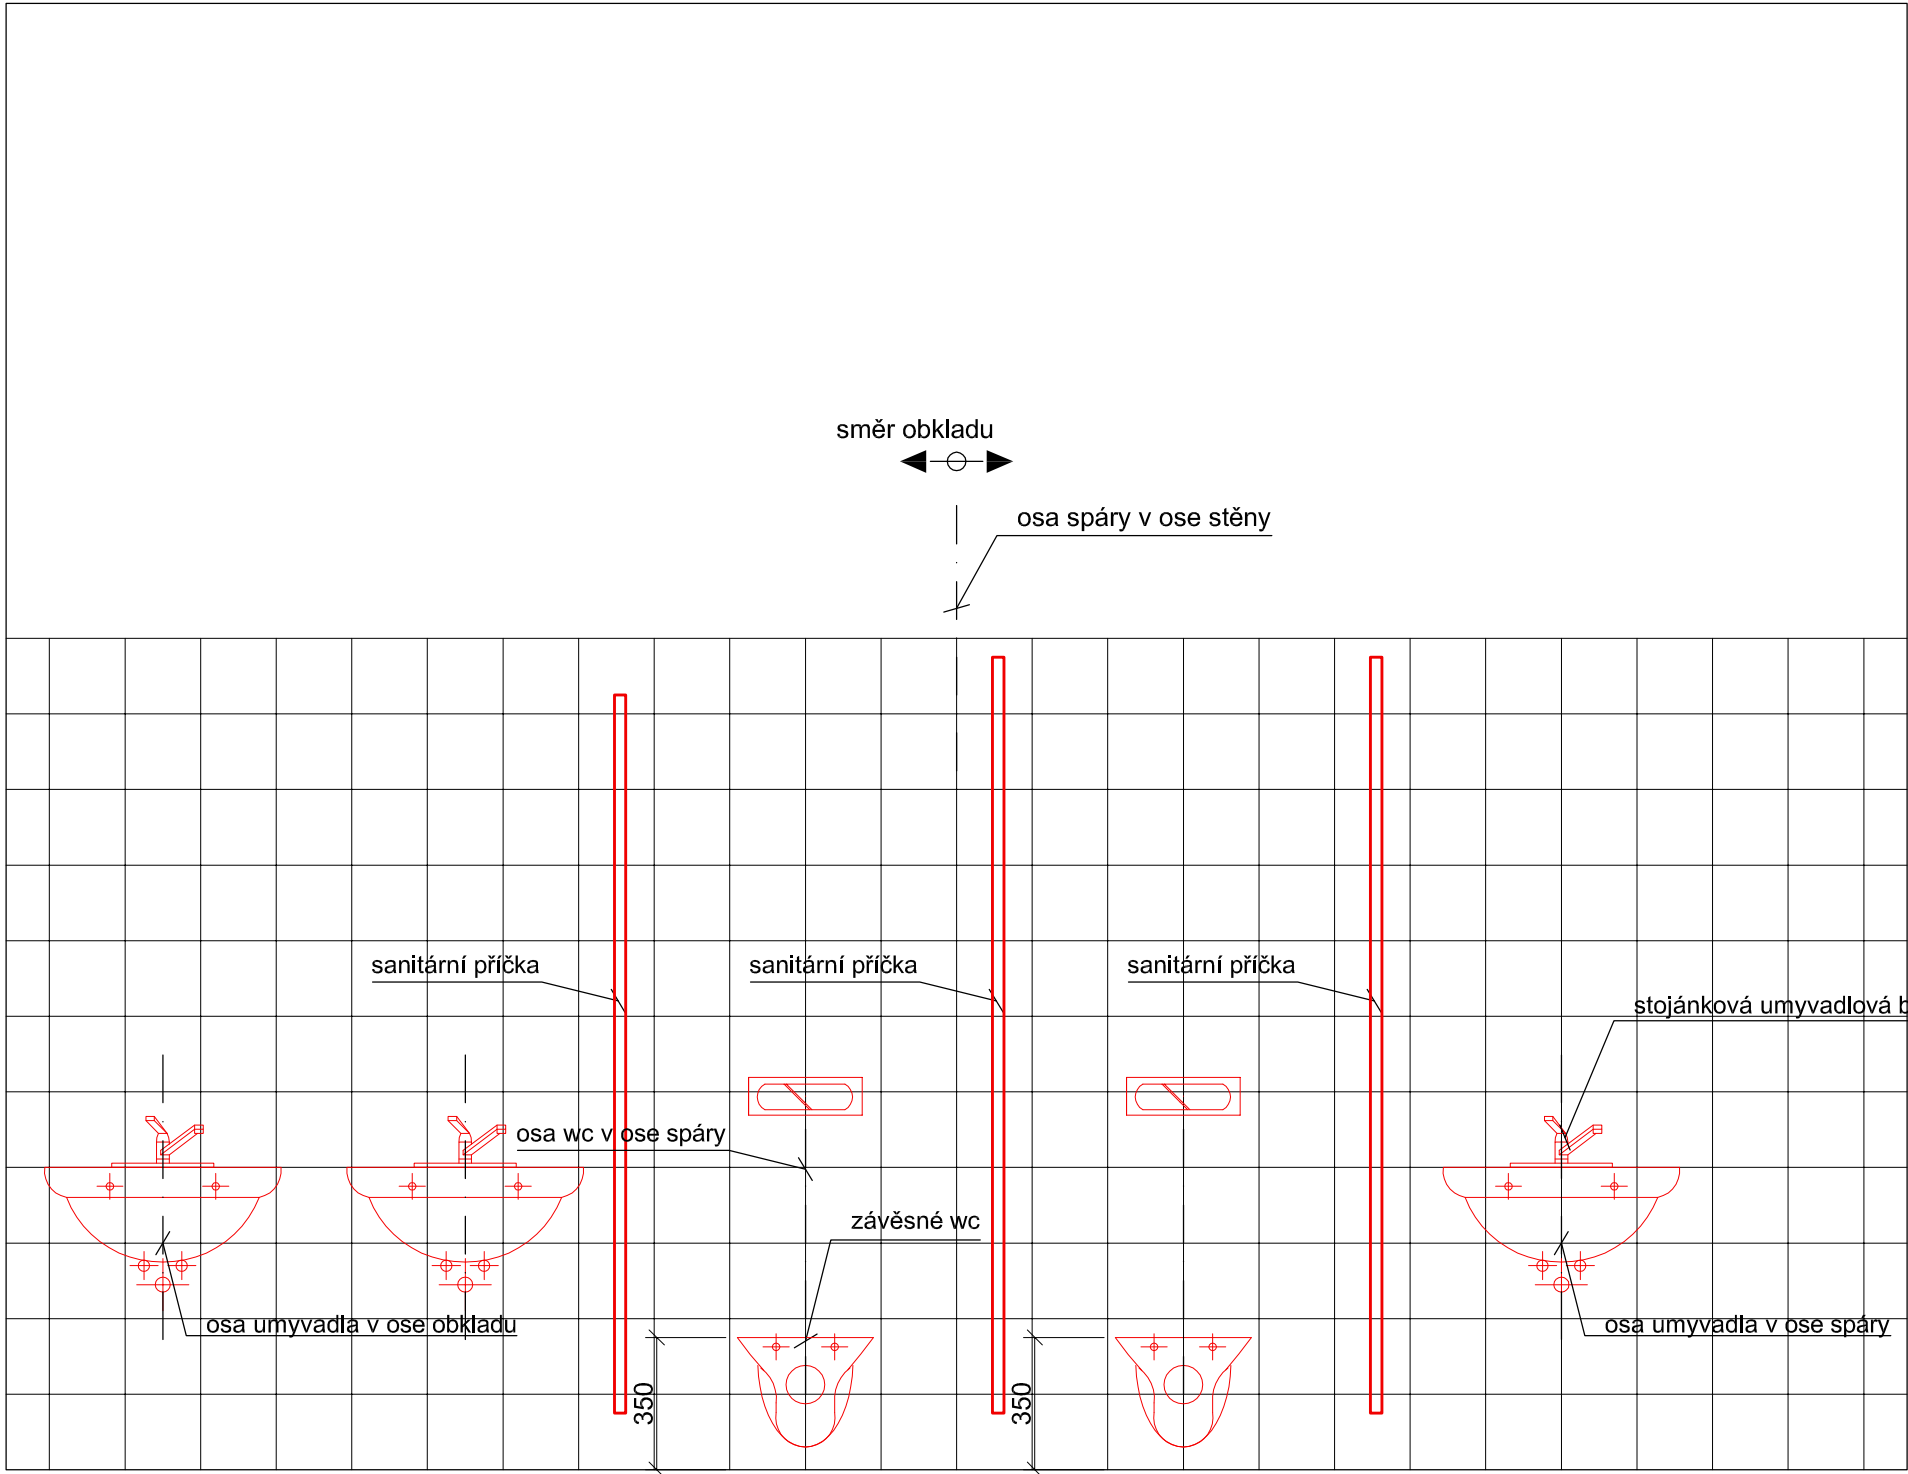 směr obkladu
osa spáry v ose stěny
sanitární příčka
sanitární příčka
sanitární příčka
stojánková umyvadlová
osa wc v ose spáry
závěsné wc
osa umyvadla v ose obkladu
osa umyvadla v ose spáry
350
350